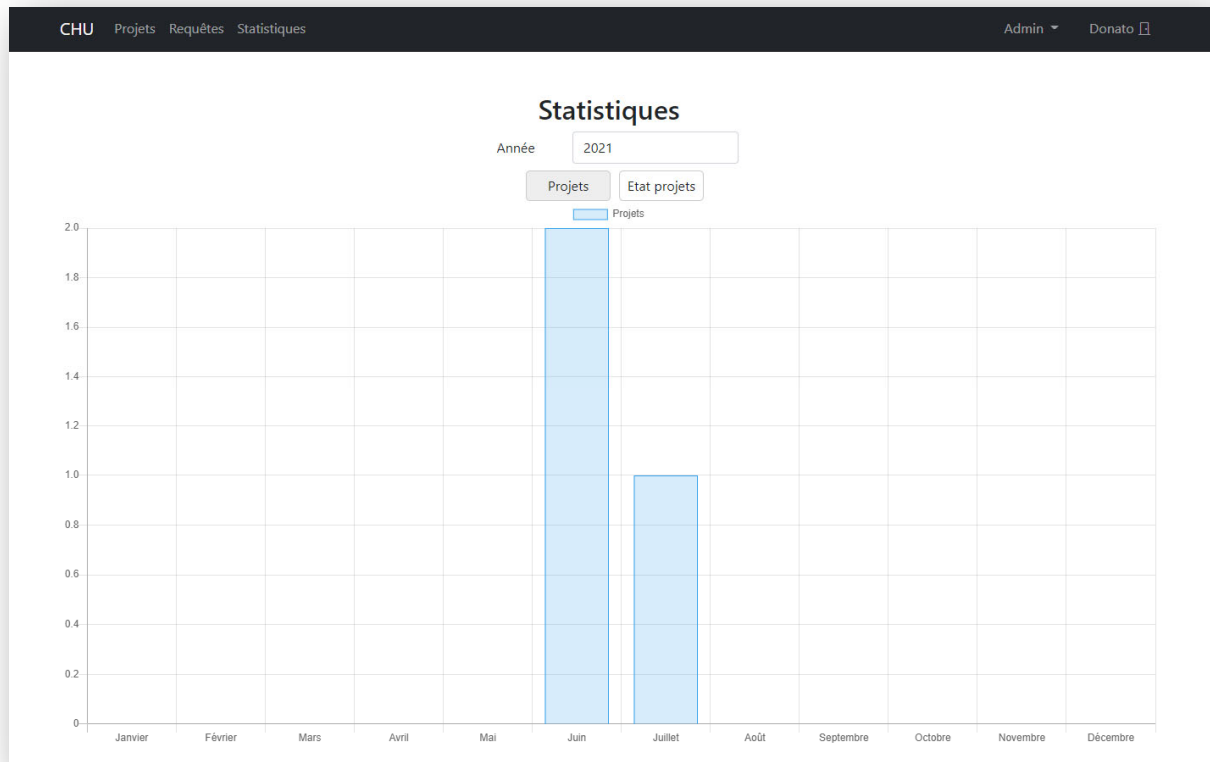 CHU Projets Requêtes Statistiques Admin Donato
Statistiques
Année 2021
Projets Etat projets
Projets
2.0
1.8
1.6
1.4
1.2
1.0
0.8
0.6
0.4
0.2
0
Janvier Février Mars Avril Mai Juin Juillet Août Septembre Octobre Novembre Décembre